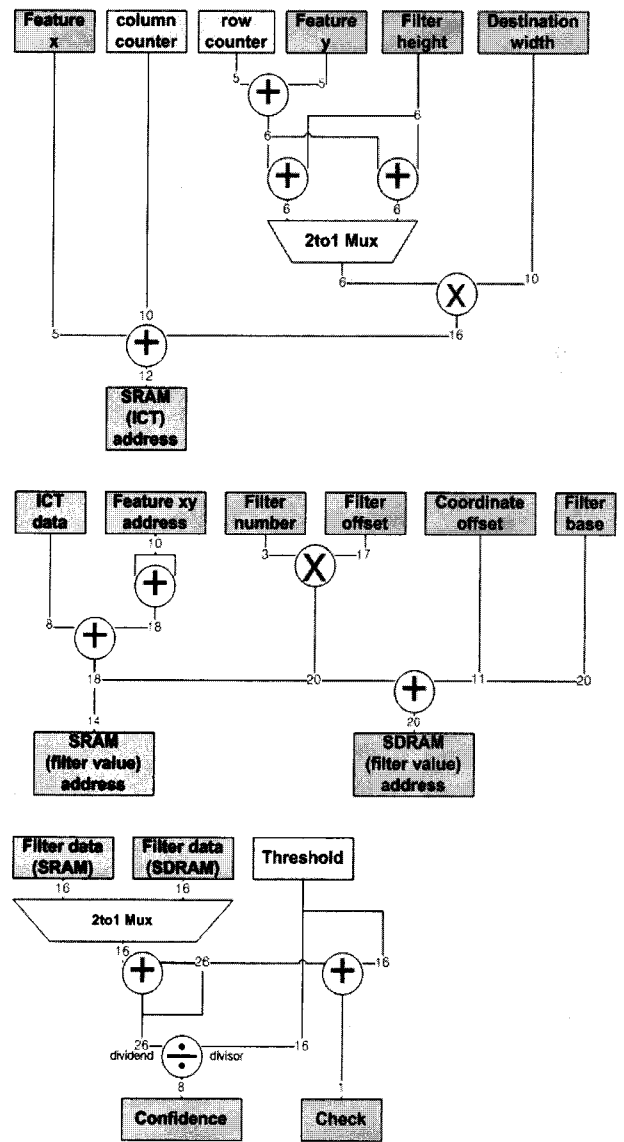 Feature x
column counter
row counter
Feature y
Filter height
Destination width
5
5
+
6
6
+
+
6
6
2to1 Mux
6
10
X
10
5
16
+
12
SRAM
(ICT)
address
ICT data
Feature xy address
Filter number
Filter offset
Coordinate offset
Filter base
10
3
17
+
X
8
18
+
18
20
11
20
+
14
20
SRAM
(filter value)
address
SDRAM
(filter value)
address
Filter data (SRAM)
Filter data (SDRAM)
Threshold
16
16
2to1 Mux
16
26
16
+
+
26
16
dividend
÷
divisor
8
1
Confidence
Check